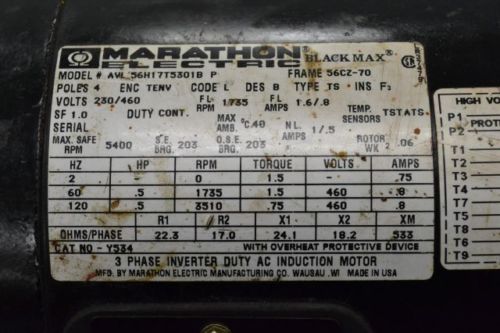 MARATHON
ELECTRIC BLACK MAX®
MODEL # AVL 56H17T5301B P FRAME 56CZ-70
POLES 4 ENC TENV CODE L DES B TYPE TS INS F3
VOLTS 230/460 FL RPM 1735 FL AMPS 1.6/.8
SF 1.0 DUTY CONT. MAX AMB °C 40 NL AMPS 1/.5 TEMP. SENSORS TSTATS
SERIAL
MAX. SAFE RPM 5400 S.E. BRG. 203 O.S.E. BRG. 203 ROTOR WK 2 .06
HZ HP RPM TORQUE VOLTS AMPS
2 - 0 1.5 - .75
60 .5 1735 1.5 460 .8
120 .5 3510 .75 460 .8
R1 R2 X1 X2 XM
OHMS/PHASE 22.3 17.0 24.1 18.2 533
CAT NO - Y534 WITH OVERHEAT PROTECTIVE DEVICE
3 PHASE INVERTER DUTY AC INDUCTION MOTOR
MFD. BY MARATHON ELECTRIC MANUFACTURING CO. WAUSAU, WI MADE IN USA
HIGH VO
P1
P2 PROTE
T9
T1
T2
T3
T4
T5
T6
T9